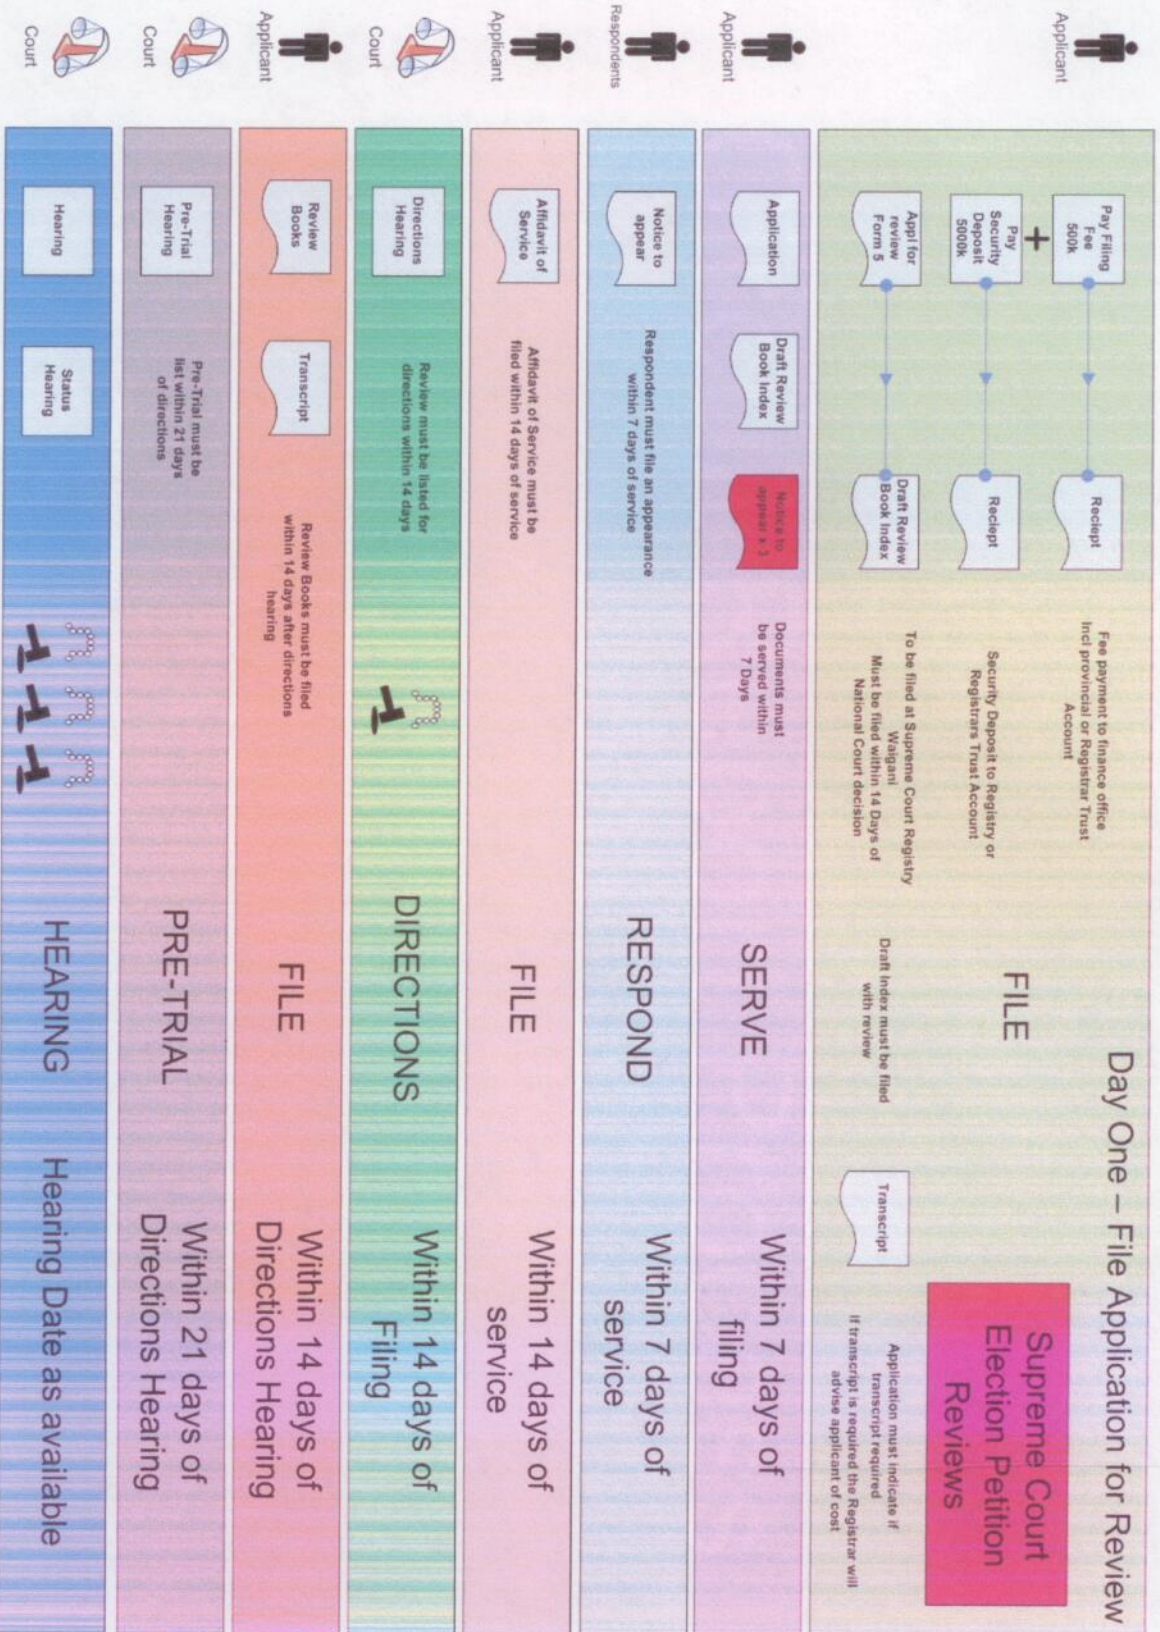 Day One – File Application for Review
Supreme Court
Election Petition
Reviews
Applicant
Pay Filing
Fee
500k
+
Pay
Security
Deposit
5000k
Appl for
review
Form 5
Reciept
Reciept
Draft Review
Book Index
Fee payment to finance office
Incl provincial or Registrar Trust
Account
Security Deposit to Registry or
Registrars Trust Account
To be filed at Supreme Court Registry
Waigani
Must be filed within 14 Days of
National Court decision
FILE
Draft Index must be filed
with review
Transcript
Application must indicate if
transcript required
If transcript is required the Registrar will
advise applicant of cost
Applicant
Application
Draft Review
Book Index
Notice to
appear x 3
Documents must
be served within
7 Days
SERVE
Within 7 days of
filing
Respondents
Notice to
appear
Respondent must file an appearance
within 7 days of service
RESPOND
Within 7 days of
service
Applicant
Affidavit of
Service
Affidavit of Service must be
filed within 14 days of service
FILE
Within 14 days of
service
Court
Directions
Hearing
Review must be listed for
directions within 14 days
DIRECTIONS
Within 14 days of
Filing
Applicant
Review
Books
Transcript
Review Books must be filed
within 14 days after directions
hearing
FILE
Within 14 days of
Directions Hearing
Court
Pre-Trial
Hearing
Pre-Trial must be
list within 21 days
of directions
PRE-TRIAL
Within 21 days of
Directions Hearing
Court
Hearing
Status
Hearing
HEARING
Hearing Date as available